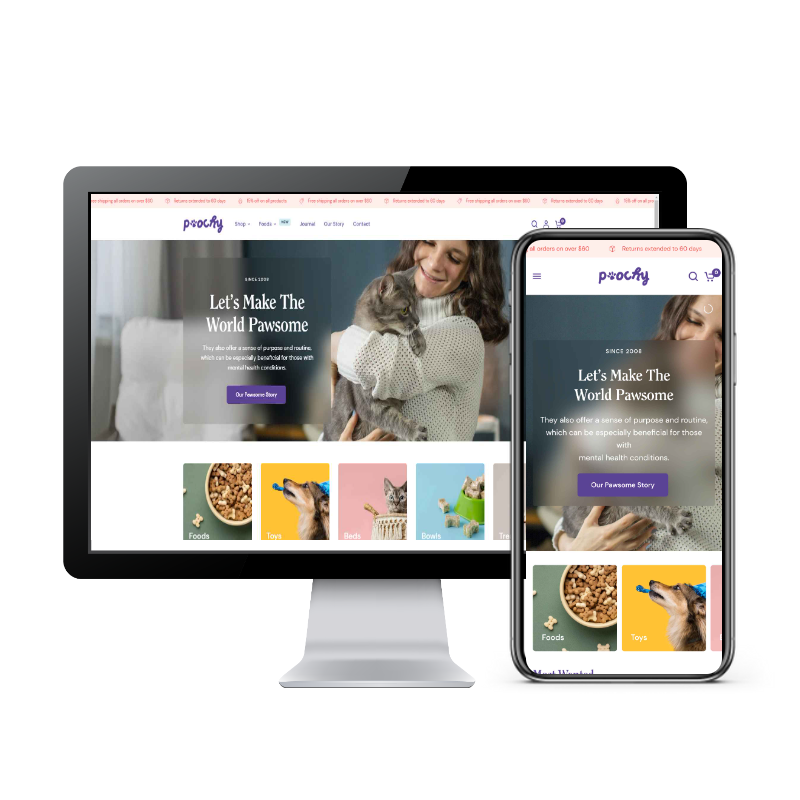 ree shipping all orders on over $60 Returns extended to 60 days 15% off on all products Free shipping all orders on over $60 Returns extended to 60 days 15% off on all products Free shipping all orders on over $60 Returns extended to 60 days 15% off on all pro
poochy Shop Foods NEW Journal Our Story Contact 0
SINCE 2008
Let's Make The
World Pawsome
They also offer a sense of purpose and routine,
which can be especially beneficial for those with
mental health conditions.
Our Pawsome Story
Foods Toys Beds Bowls Tre
all orders on over $60 Returns extended to 60 days
poochy 0
SINCE 2008
Let's Make The
World Pawsome
They also offer a sense of purpose and routine,
which can be especially beneficial for those
with
mental health conditions.
Our Pawsome Story
Foods Toys
Most Wanted